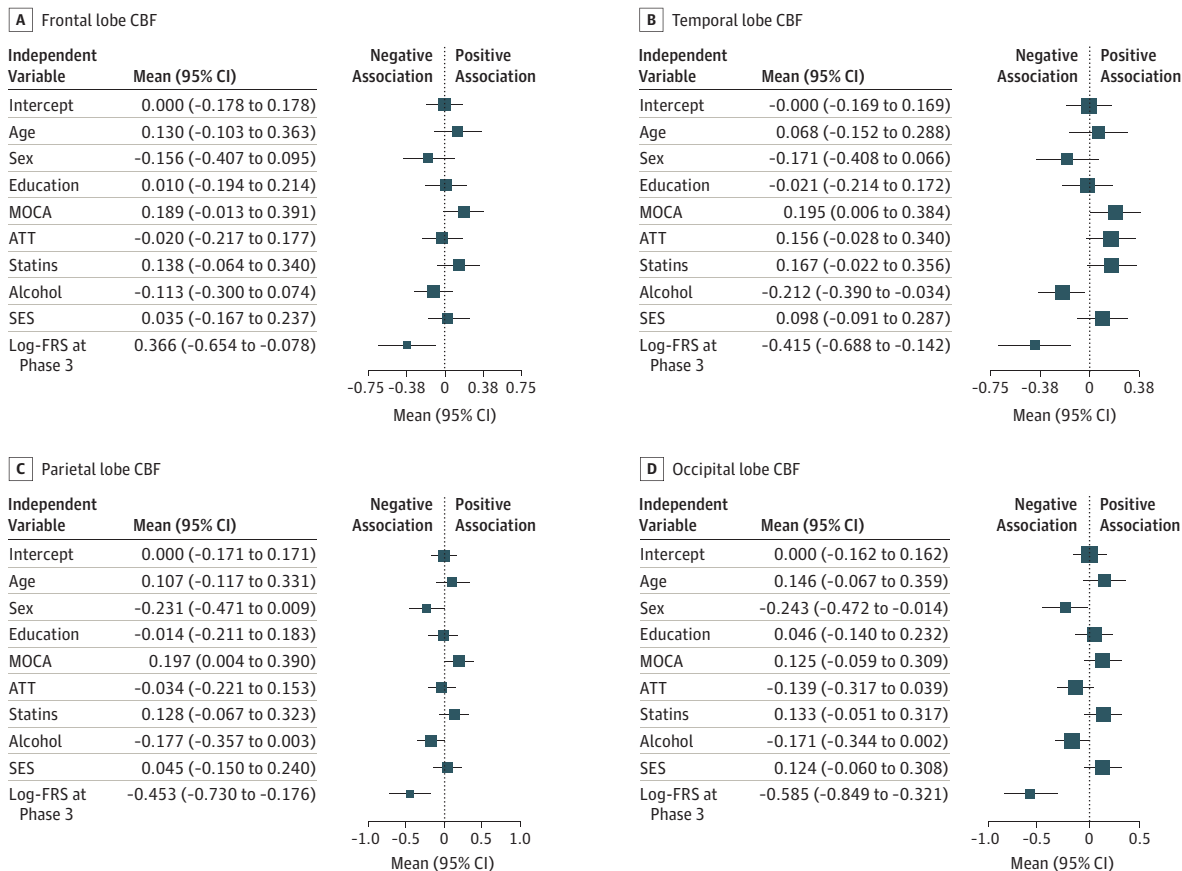 A Frontal lobe CBF
Independent Variable Mean (95% CI) Negative Association Positive Association
Intercept 0.000 (-0.178 to 0.178)
Age 0.130 (-0.103 to 0.363)
Sex -0.156 (-0.407 to 0.095)
Education 0.010 (-0.194 to 0.214)
MOCA 0.189 (-0.013 to 0.391)
ATT -0.020 (-0.217 to 0.177)
Statins 0.138 (-0.064 to 0.340)
Alcohol -0.113 (-0.300 to 0.074)
SES 0.035 (-0.167 to 0.237)
Log-FRS at 0.366 (-0.654 to -0.078)
Phase 3
-0.75 -0.38 0 0.38 0.75
Mean (95% CI)
B Temporal lobe CBF
Independent Variable Mean (95% CI) Negative Association Positive Association
Intercept -0.000 (-0.169 to 0.169)
Age 0.068 (-0.152 to 0.288)
Sex -0.171 (-0.408 to 0.066)
Education -0.021 (-0.214 to 0.172)
MOCA 0.195 (0.006 to 0.384)
ATT 0.156 (-0.028 to 0.340)
Statins 0.167 (-0.022 to 0.356)
Alcohol -0.212 (-0.390 to -0.034)
SES 0.098 (-0.091 to 0.287)
Log-FRS at -0.415 (-0.688 to -0.142)
Phase 3
-0.75 -0.38 0 0.38
Mean (95% CI)
C Parietal lobe CBF
Independent Variable Mean (95% CI) Negative Association Positive Association
Intercept 0.000 (-0.171 to 0.171)
Age 0.107 (-0.117 to 0.331)
Sex -0.231 (-0.471 to 0.009)
Education -0.014 (-0.211 to 0.183)
MOCA 0.197 (0.004 to 0.390)
ATT -0.034 (-0.221 to 0.153)
Statins 0.128 (-0.067 to 0.323)
Alcohol -0.177 (-0.357 to 0.003)
SES 0.045 (-0.150 to 0.240)
Log-FRS at -0.453 (-0.730 to -0.176)
Phase 3
-1.0 -0.5 0 0.5 1.0
Mean (95% CI)
D Occipital lobe CBF
Independent Variable Mean (95% CI) Negative Association Positive Association
Intercept 0.000 (-0.162 to 0.162)
Age 0.146 (-0.067 to 0.359)
Sex -0.243 (-0.472 to -0.014)
Education 0.046 (-0.140 to 0.232)
MOCA 0.125 (-0.059 to 0.309)
ATT -0.139 (-0.317 to 0.039)
Statins 0.133 (-0.051 to 0.317)
Alcohol -0.171 (-0.344 to 0.002)
SES 0.124 (-0.060 to 0.308)
Log-FRS at -0.585 (-0.849 to -0.321)
Phase 3
-1.0 -0.5 0 0.5
Mean (95% CI)